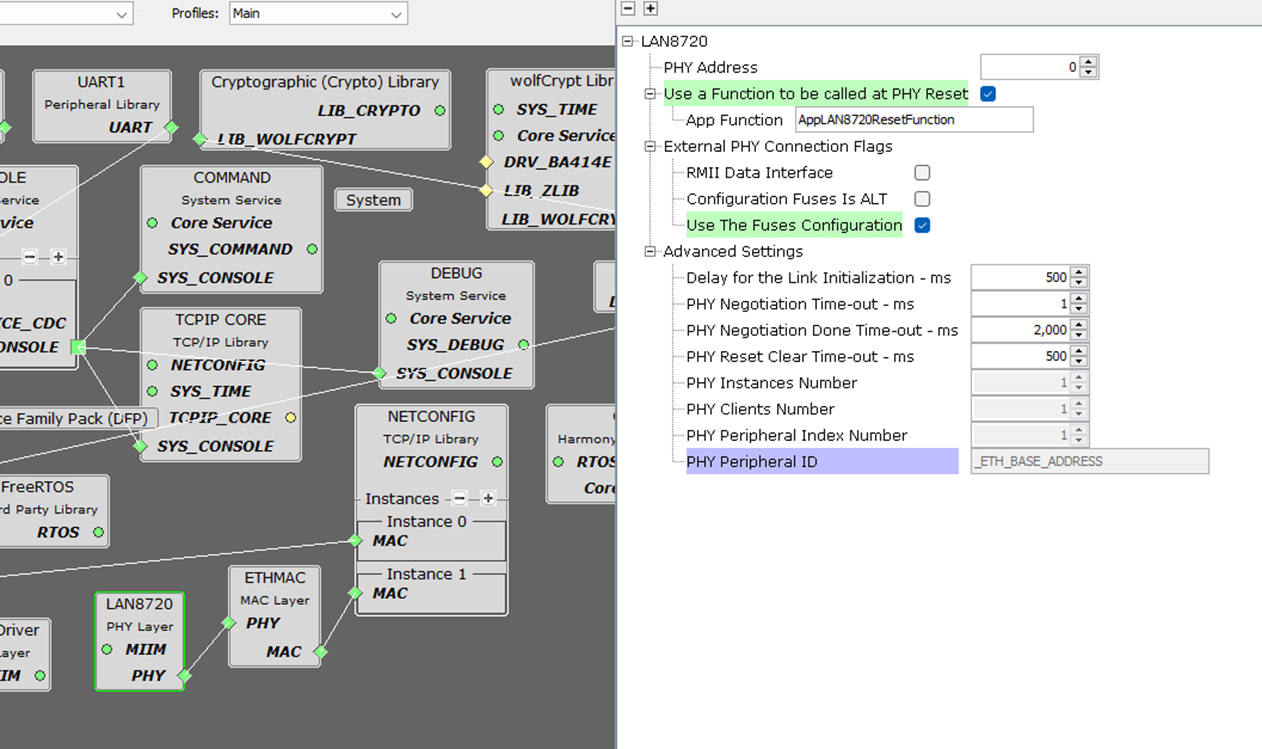 Profiles: Main
UART1
Peripheral Library
UART
Cryptographic (Crypto) Library
LIB_CRYPTO
LIB_WOLFCRYPT
wolfCrypt Libr
SYS_TIME
Core Service
DRV_BA414E
LIB_ZLIB
LIB_WOLFCRY
OLE
ervice
vice
0
ICE_CDC
ONSOLE
COMMAND
System Service
Core Service
SYS_COMMAND
SYS_CONSOLE
System
DEBUG
System Service
Core Service
SYS_DEBUG
SYS_CONSOLE
TCPIP CORE
TCP/IP Library
NETCONFIG
SYS_TIME
TCPIP_CORE
SYS_CONSOLE
ce Family Pack (DFP)
NETCONFIG
TCP/IP Library
NETCONFIG
Instances
Instance 0
MAC
Instance 1
MAC
Harmony
RTOS
Core
FreeRTOS
rd Party Library
RTOS
ETHMAC
MAC Layer
PHY
MAC
LAN8720
PHY Layer
MIIM
PHY
Driver
ayer
IM
LAN8720
PHY Address 0
Use a Function to be called at PHY Reset
App Function AppLAN8720ResetFunction
External PHY Connection Flags
RMII Data Interface
Configuration Fuses Is ALT
Use The Fuses Configuration
Advanced Settings
Delay for the Link Initialization - ms 500
PHY Negotiation Time-out - ms 1
PHY Negotiation Done Time-out - ms 2,000
PHY Reset Clear Time-out - ms 500
PHY Instances Number 1
PHY Clients Number 1
PHY Peripheral Index Number 1
PHY Peripheral ID _ETH_BASE_ADDRESS